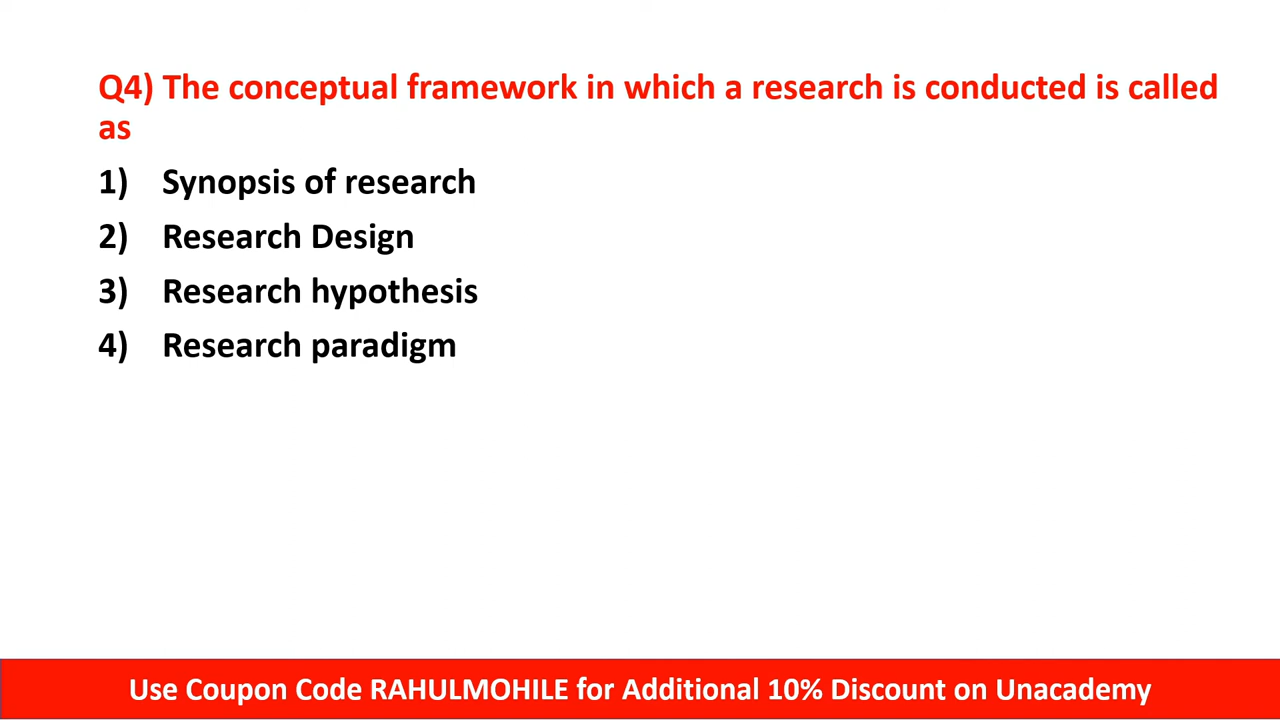 Q4) The conceptual framework in which a research is conducted is called
as
1) Synopsis of research
2) Research Design
3) Research hypothesis
4) Research paradigm
Use Coupon Code RAHULMOHILE for Additional 10% Discount on Unacademy